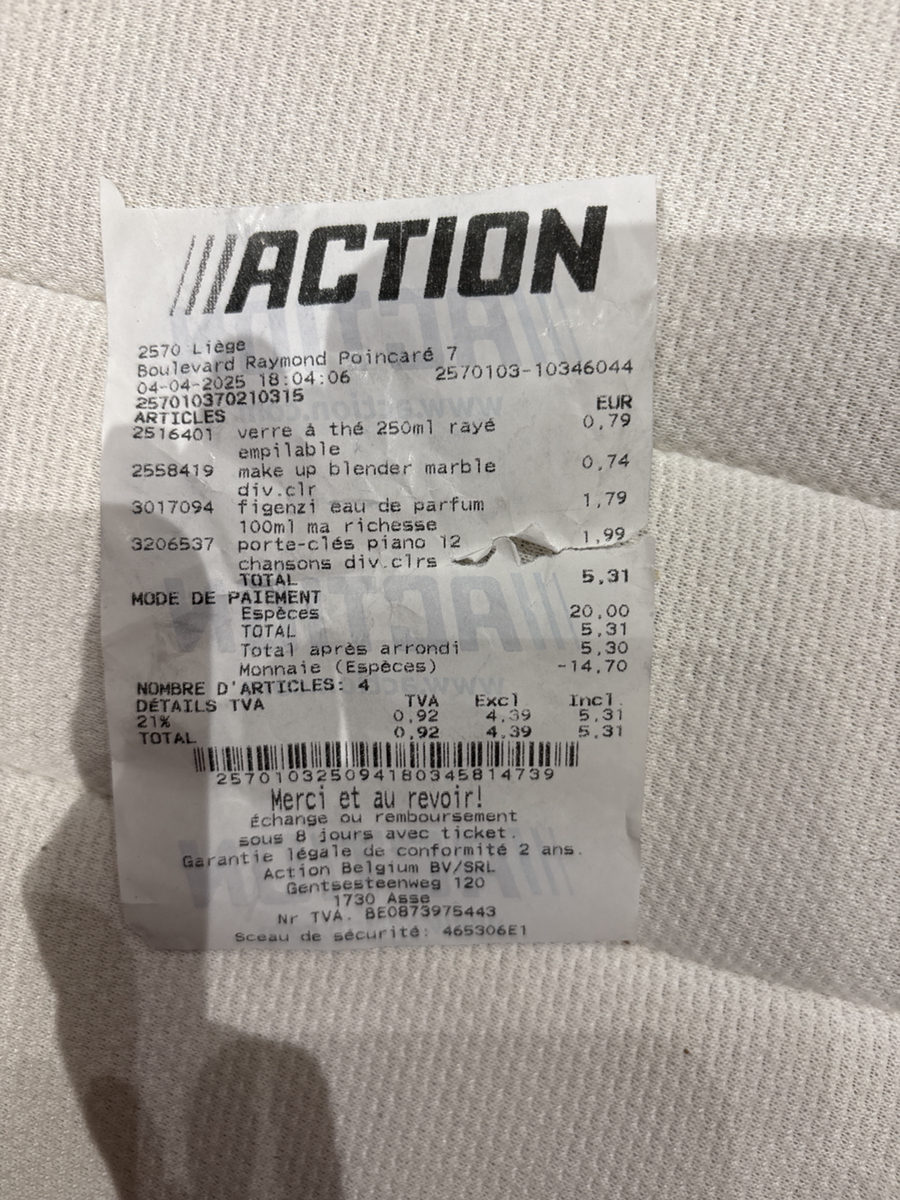 ACTION
2570 Liège
Boulevard Raymond Poincaré 7
04-04-2025 18:04:06 2570103-10346044
257010370210315
ARTICLES EUR
2516401 verre à thé 250ml rayé 0,79
empilable
2558419 make up blender marble 0,74
div.clr
3017094 figenzi eau de parfum 1,79
100ml ma richesse
3206537 porte-clés piano 12 1,99
chansons div.clrs
TOTAL 5,31
MODE DE PAIEMENT
Espèces 20,00
TOTAL 5,31
Total après arrondi 5,30
Monnaie (Espèces) -14,70
NOMBRE D'ARTICLES: 4
DÉTAILS TVA TVA Excl Incl.
21% 0,92 4,39 5,31
TOTAL 0,92 4,39 5,31
257010325094180345814739
Merci et au revoir!
Échange ou remboursement
sous 8 jours avec ticket.
Garantie légale de conformité 2 ans.
Action Belgium BV/SRL
Gentsesteenweg 120
1730 Asse
Nr TVA. BE0873975443
Sceau de sécurité: 465306E1